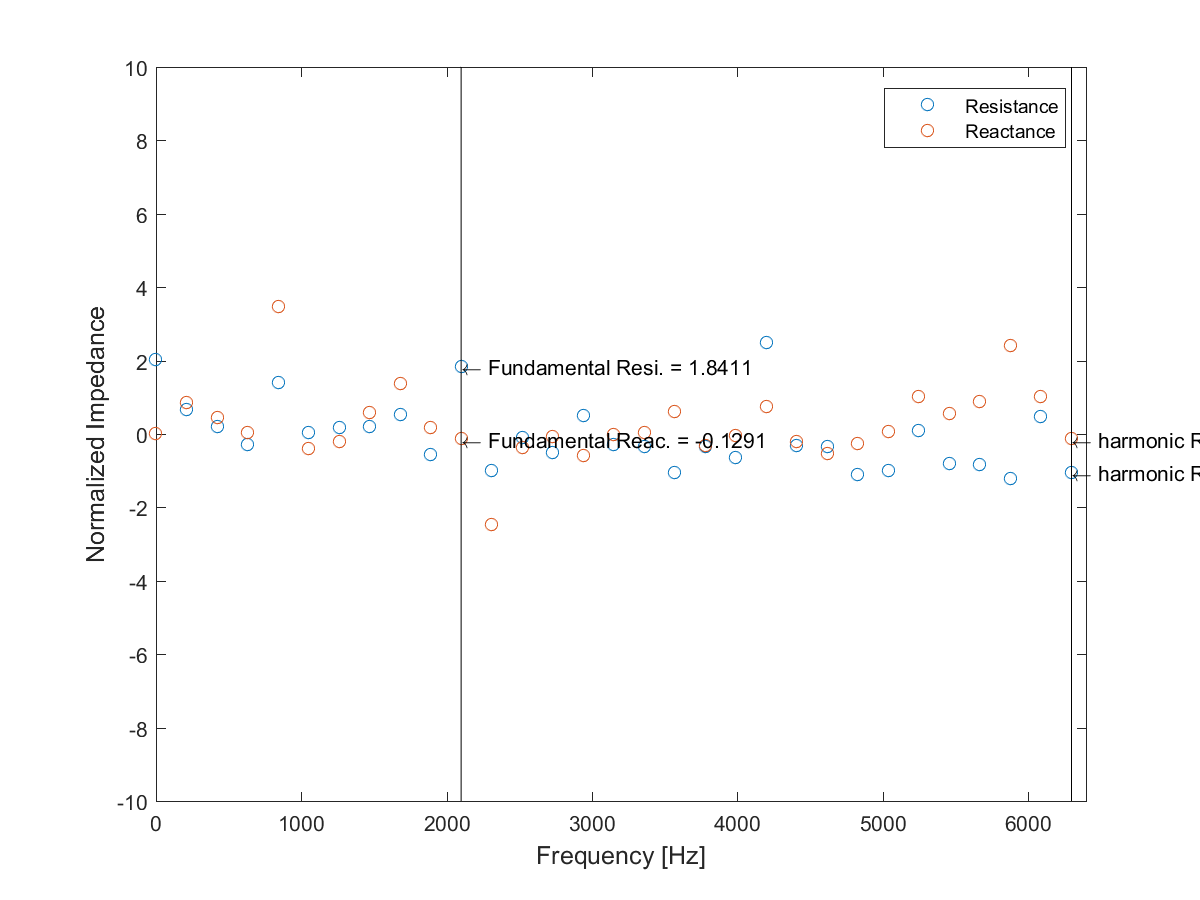 10
8
6
4
2
0
-2
-4
-6
-8
-10
Normalized Impedance
Resistance
Reactance
Fundamental Resi. = 1.8411
Fundamental Reac. = -0.1291
harmonic R
harmonic R
0 1000 2000 3000 4000 5000 6000
Frequency [Hz]